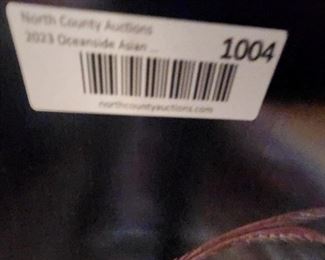 North County Auctions
2023 Oceanside Asian ...
1004
northcountyauctions.com